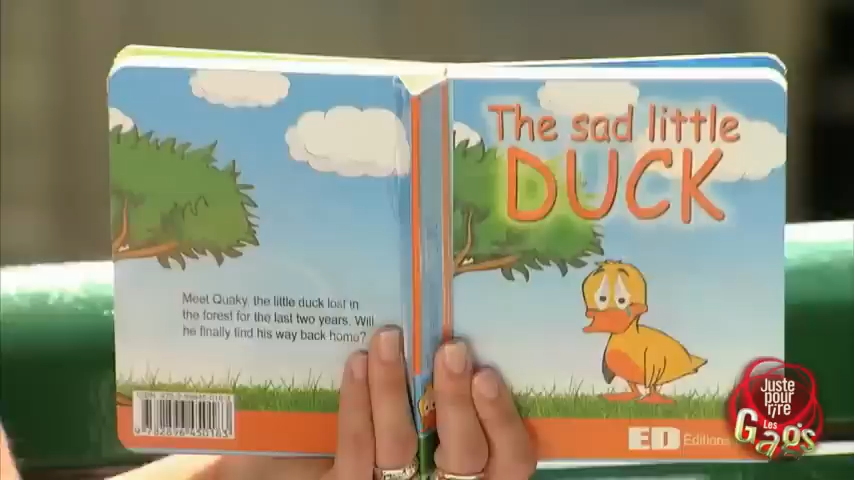 The sad little
DUCK
Meet Quaky, the little duck lost in
the forest for the last two years. Will
he finally find his way back home?
ED Éditions
Juste
pour
rire
Les
Gags